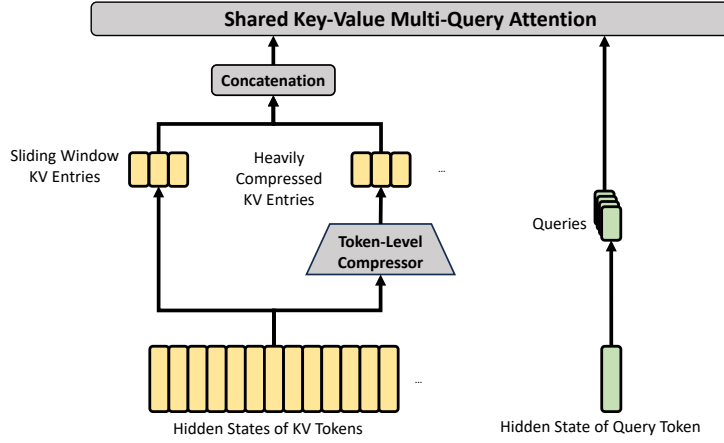 Shared Key-Value Multi-Query Attention
Concatenation
Sliding Window
KV Entries
Heavily
Compressed
KV Entries
...
Token-Level
Compressor
Queries
...
Hidden States of KV Tokens
Hidden State of Query Token